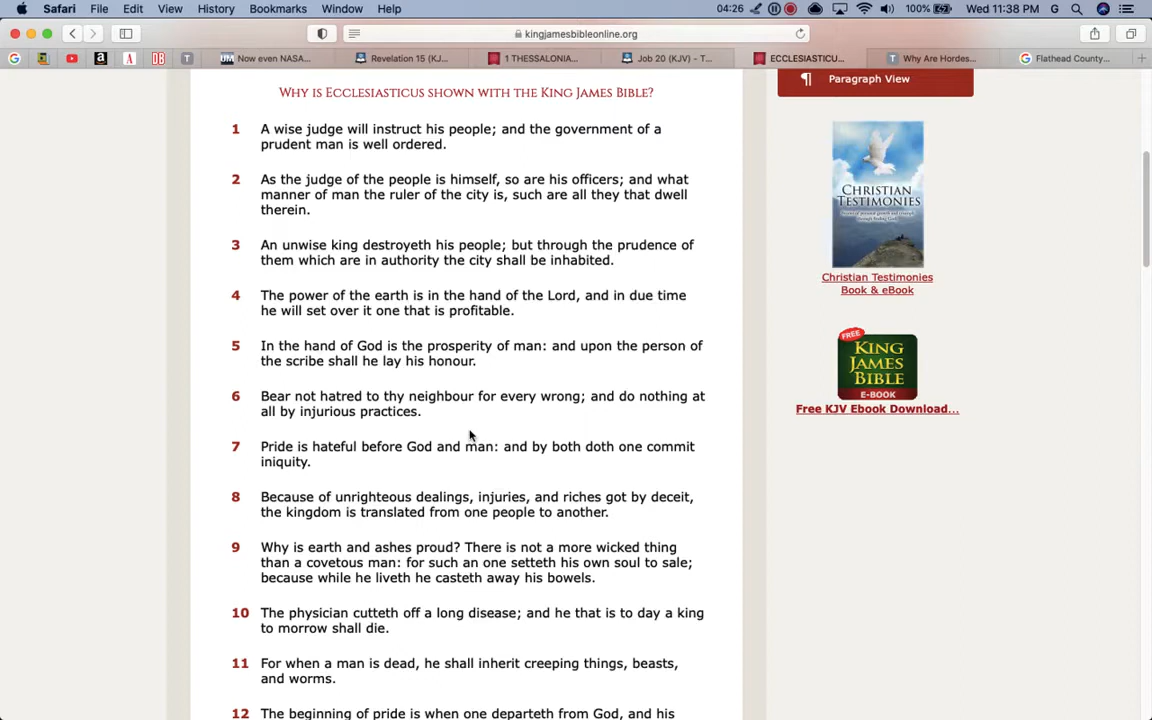 Safari File Edit View History Bookmarks Window Help 04:26 100% Wed 11:38 PM G
kingjamesbibleonline.org
G a A DB T UM Now even NASA... Revelation 15 (KJ... 1 THESSALONIA... Job 20 (KJV) - T... ECCLESIASTICU... T Why Are Hordes... G Flathead County...
WHY IS ECCLESIASTICUS SHOWN WITH THE KING JAMES BIBLE?
1 A wise judge will instruct his people; and the government of a
prudent man is well ordered.
2 As the judge of the people is himself, so are his officers; and what
manner of man the ruler of the city is, such are all they that dwell
therein.
3 An unwise king destroyeth his people; but through the prudence of
them which are in authority the city shall be inhabited.
4 The power of the earth is in the hand of the Lord, and in due time
he will set over it one that is profitable.
5 In the hand of God is the prosperity of man: and upon the person of
the scribe shall he lay his honour.
6 Bear not hatred to thy neighbour for every wrong; and do nothing at
all by injurious practices.
7 Pride is hateful before God and man: and by both doth one commit
iniquity.
8 Because of unrighteous dealings, injuries, and riches got by deceit,
the kingdom is translated from one people to another.
9 Why is earth and ashes proud? There is not a more wicked thing
than a covetous man: for such an one setteth his own soul to sale;
because while he liveth he casteth away his bowels.
10 The physician cutteth off a long disease; and he that is to day a king
to morrow shall die.
11 For when a man is dead, he shall inherit creeping things, beasts,
and worms.
12 The beginning of pride is when one departeth from God, and his
¶ Paragraph View
CHRISTIAN
TESTIMONIES
Christian Testimonies
Book & eBook
FREE
KING
JAMES
BIBLE
E-BOOK
Free KJV Ebook Download...